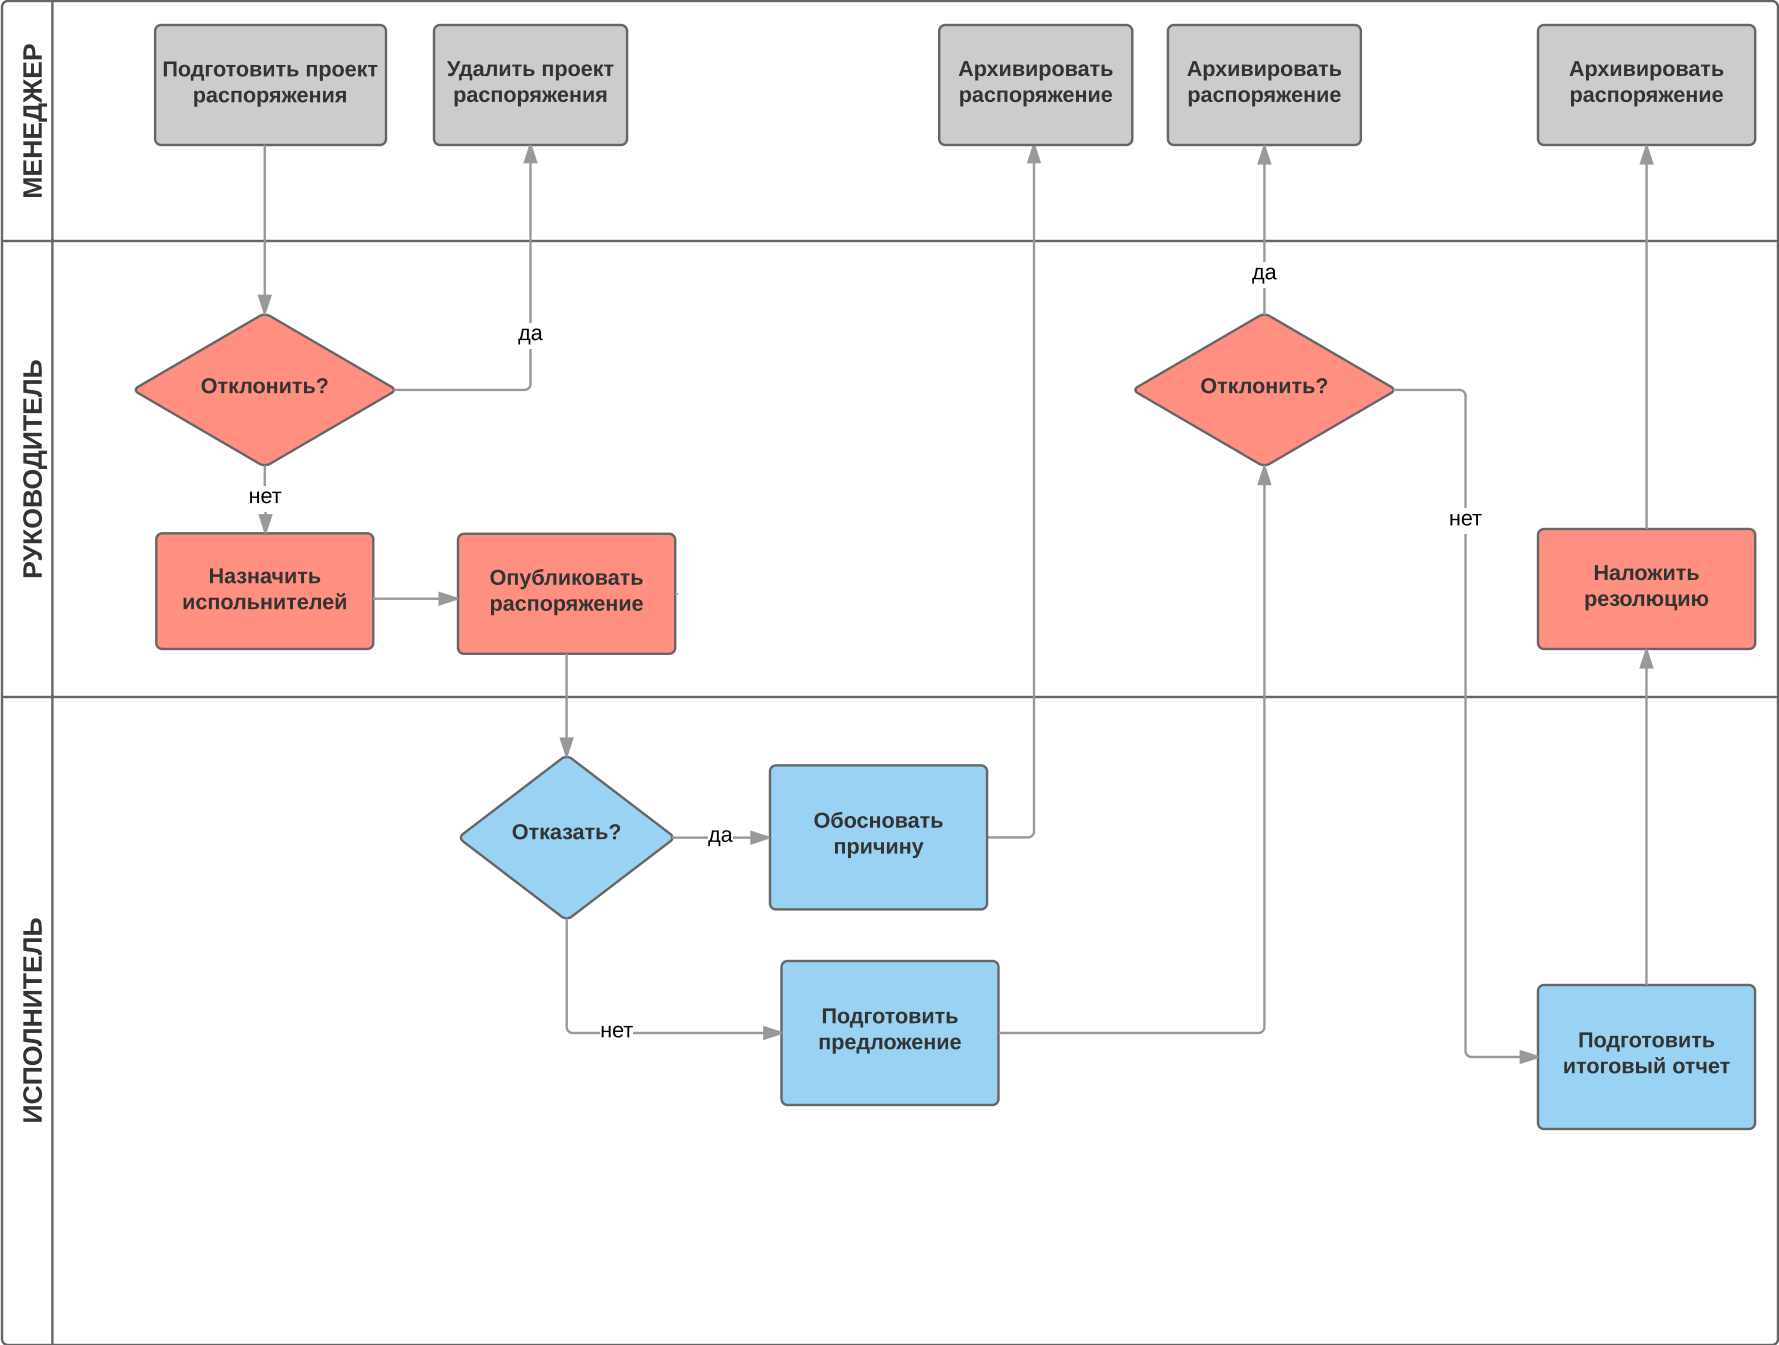 МЕНЕДЖЕР
Подготовить проект
распоряжения
Удалить проект
распоряжения
Архивировать
распоряжение
Архивировать
распоряжение
Архивировать
распоряжение
РУКОВОДИТЕЛЬ
да
да
Отклонить?
Отклонить?
нет
нет
Назначить
испольнителей
Опубликовать
распоряжение
Наложить
резолюцию
ИСПОЛНИТЕЛЬ
Отказать?
да
Обосновать
причину
нет
Подготовить
предложение
Подготовить
итоговый отчет